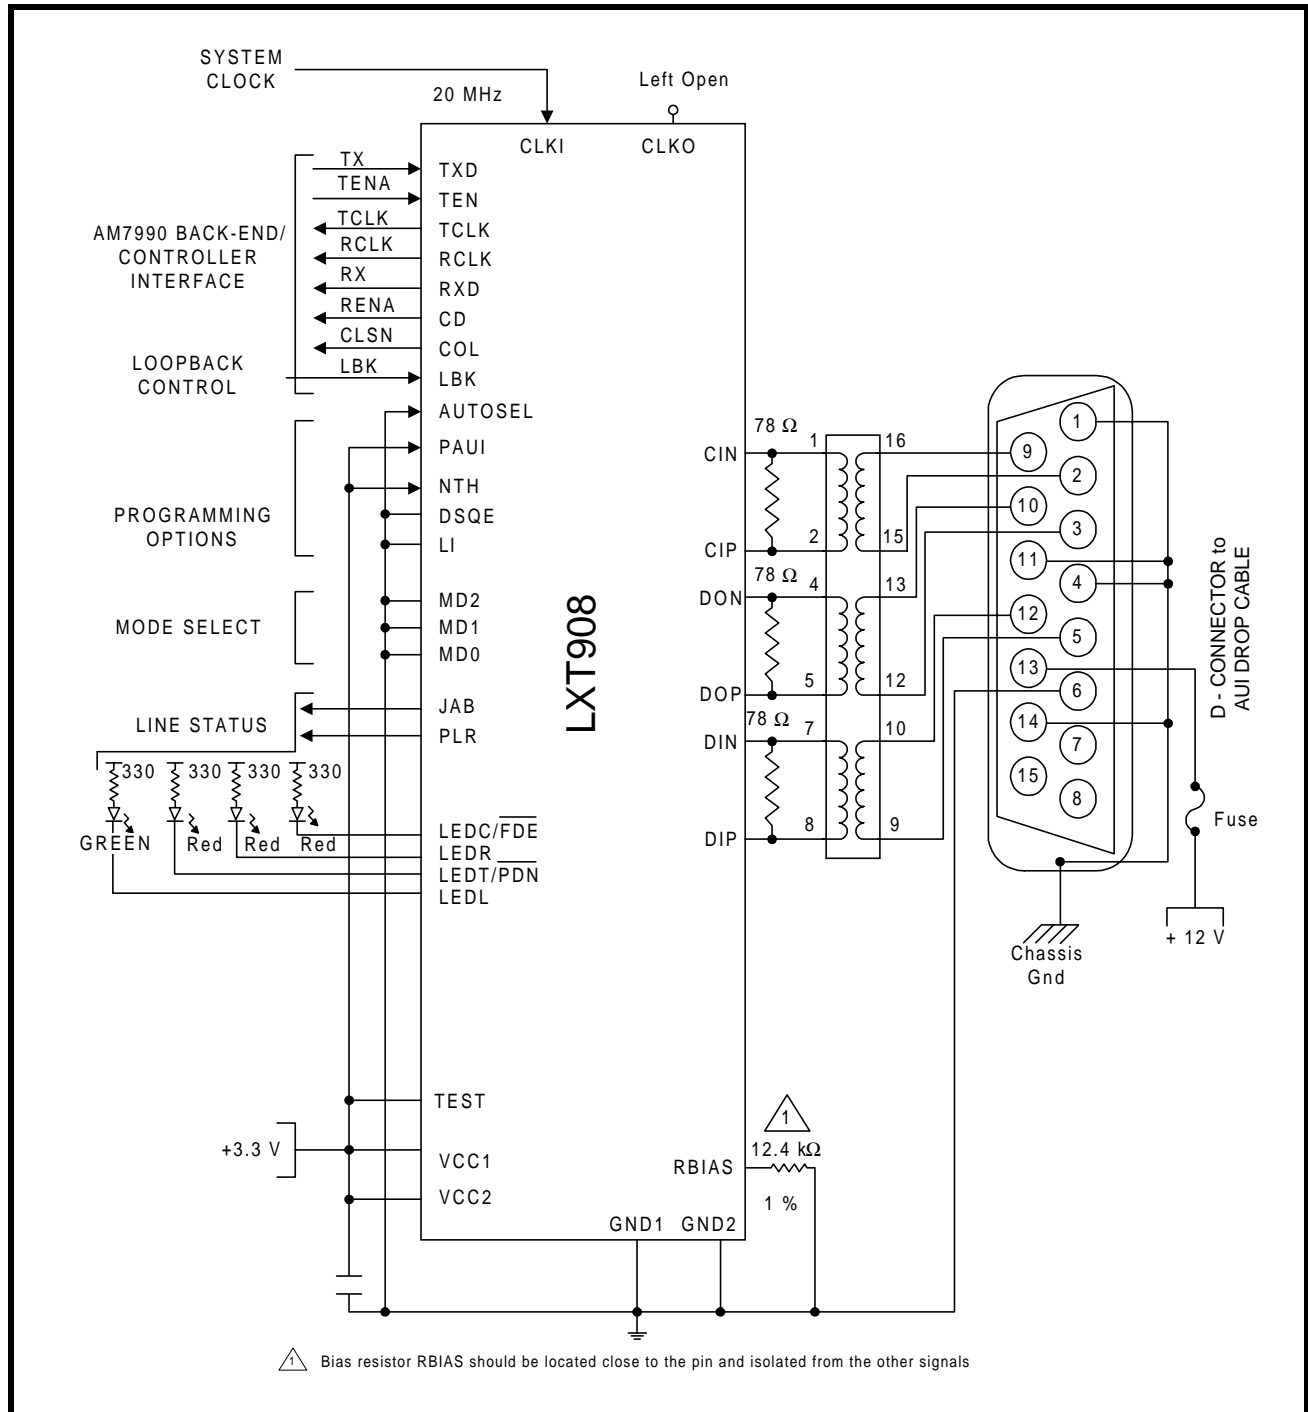 SYSTEM
CLOCK
20 MHz
Left Open
CLKI
CLKO
AM7990 BACK-END/
CONTROLLER
INTERFACE
LOOPBACK
CONTROL
TX
TENA
TCLK
RCLK
RX
RENA
CLSN
LBK
TXD
TEN
TCLK
RCLK
RXD
CD
COL
LBK
AUTOSEL
PAUI
NTH
DSQE
LI
PROGRAMMING
OPTIONS
MD2
MD1
MD0
MODE SELECT
JAB
PLR
LINE STATUS
330
330
330
330
GREEN
Red
Red
Red
LEDC/FDE
LEDR
LEDT/PDN
LEDL
LXT908
TEST
+3.3 V
VCC1
VCC2
GND1
GND2
RBIAS
1
12.4 kΩ
1 %
CIN
CIP
DON
DOP
DIN
DIP
78 Ω
78 Ω
78 Ω
1
16
2
15
4
13
5
12
7
10
8
9
1
9
2
10
3
11
4
12
5
13
6
14
7
15
8
D - CONNECTOR to
AUI DROP CABLE
Fuse
+ 12 V
Chassis
Gnd
1 Bias resistor RBIAS should be located close to the pin and isolated from the other signals